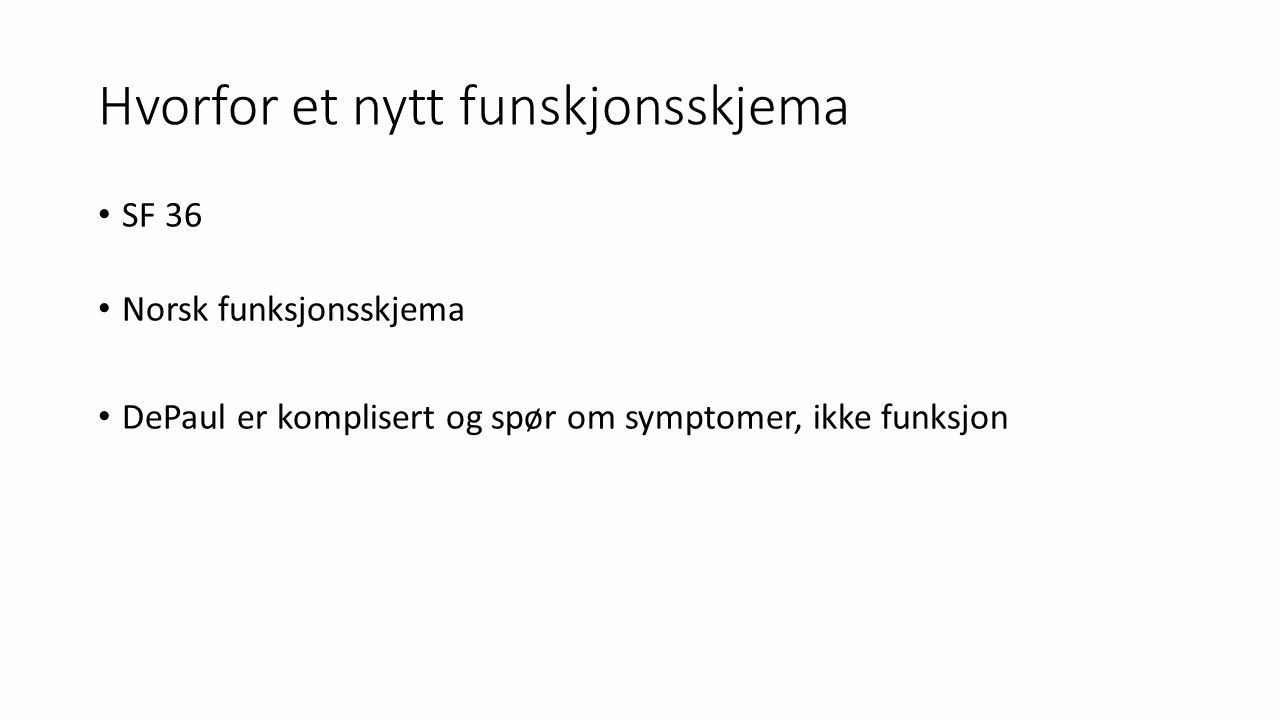 Hvorfor et nytt funskjonsskjema
• SF 36
• Norsk funksjonsskjema
• DePaul er komplisert og spør om symptomer, ikke funksjon